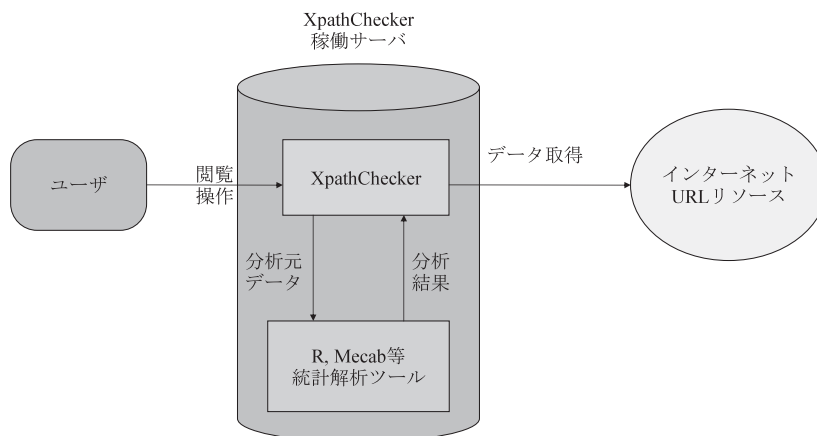 XpathChecker
稼働サーバ
ユーザ
閲覧
操作
XpathChecker
データ取得
インターネット
URLリソース
分析元
データ
分析
結果
R, Mecab等
統計解析ツール